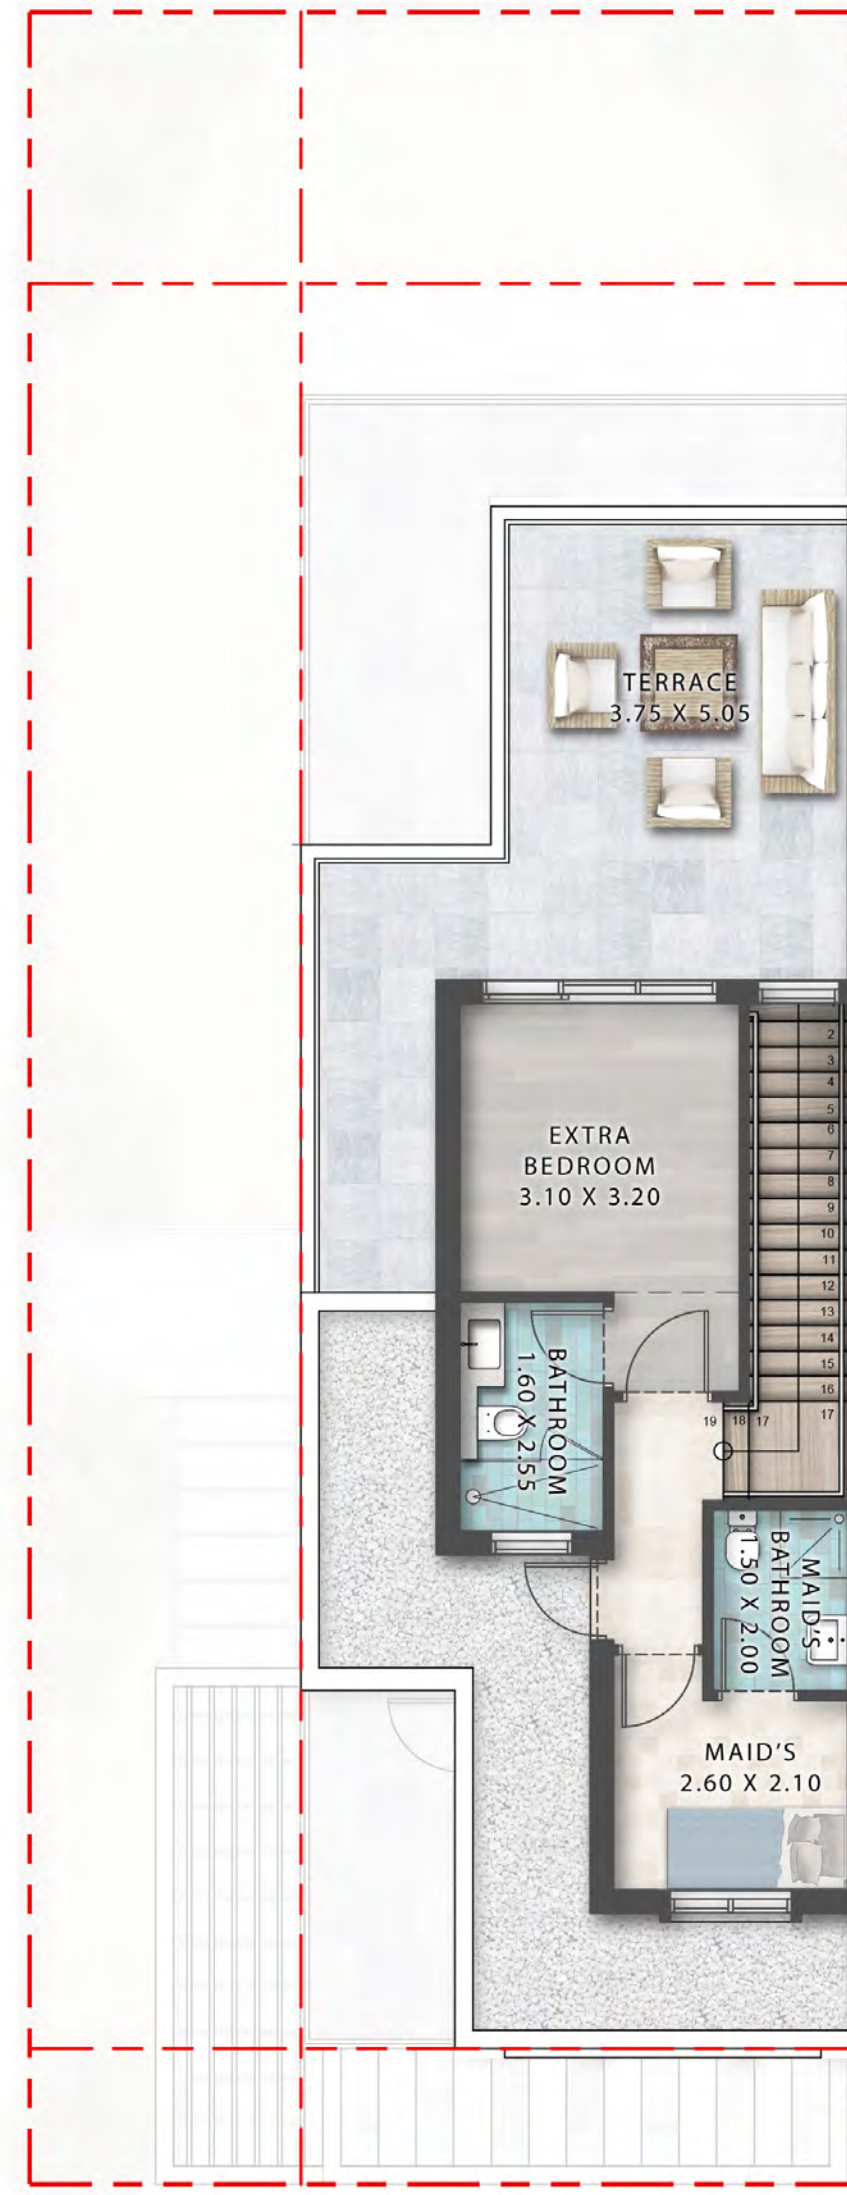 TERRACE
3.75 X 5.05
EXTRA
BEDROOM
3.10 X 3.20
2
3
4
5
6
7
8
9
10
11
12
13
14
15
16
17
19 18 17
BATHROOM
1.60 X 2.55
MAID'S
BATHROOM
1.50 X 2.00
MAID'S
2.60 X 2.10